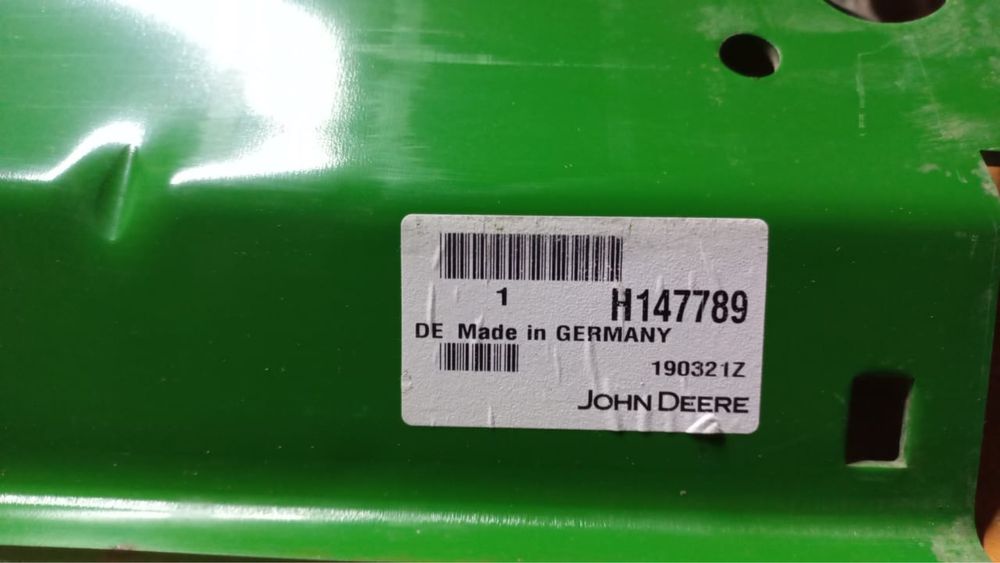 1
H147789
DE Made in GERMANY
190321Z
JOHN DEERE